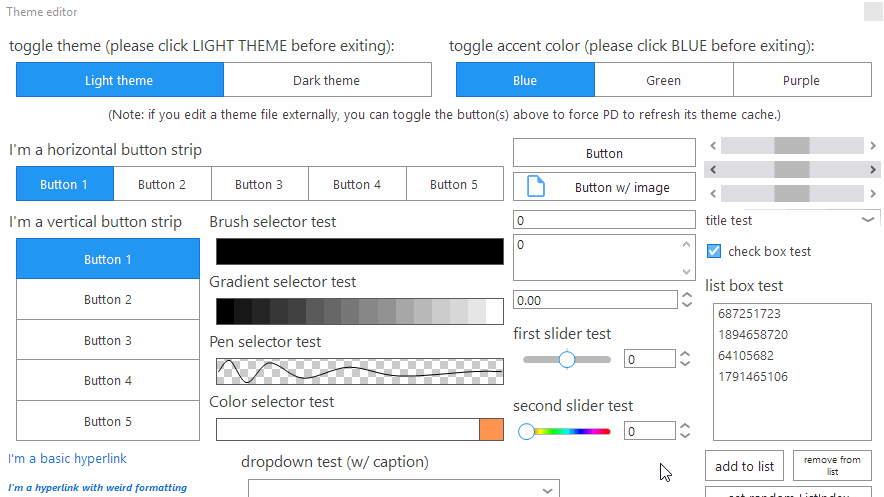 Theme editor
toggle theme (please click LIGHT THEME before exiting):
toggle accent color (please click BLUE before exiting):
Light theme
Dark theme
Blue
Green
Purple
(Note: if you edit a theme file externally, you can toggle the button(s) above to force PD to refresh its theme cache.)
I'm a horizontal button strip
Button 1
Button 2
Button 3
Button 4
Button 5
Button
Button w/ image
I'm a vertical button strip
Button 1
Button 2
Button 3
Button 4
Button 5
Brush selector test
Gradient selector test
Pen selector test
Color selector test
0
0
0.00
first slider test
0
second slider test
0
title test
check box test
list box test
687251723
1894658720
64105682
1791465106
add to list
remove from
list
set random ListIndex
I'm a basic hyperlink
I'm a hyperlink with weird formatting
dropdown test (w/ caption)